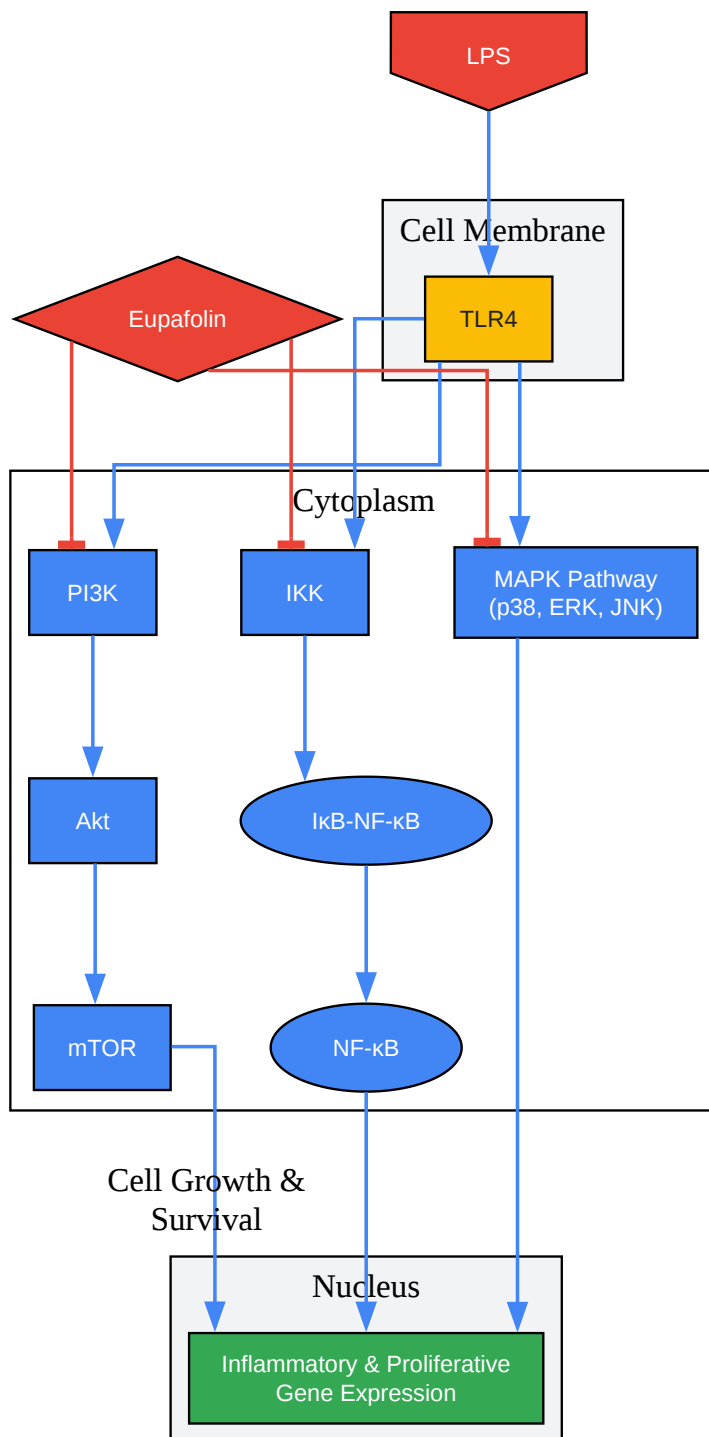 LPS
Cell Membrane
Eupafolin
TLR4
Cytoplasm
PI3K
IKK
MAPK Pathway
(p38, ERK, JNK)
Akt
IκB-NF-κB
mTOR
NF-κB
Cell Growth &
Survival
Nucleus
Inflammatory & Proliferative
Gene Expression